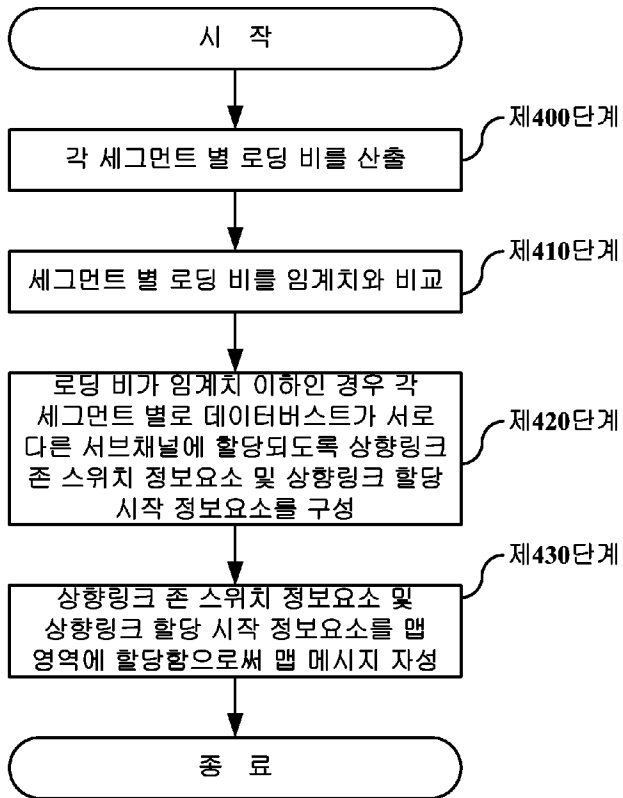 시 작
제400단계
각 세그먼트 별 로딩 비를 산출
제410단계
세그먼트 별 로딩 비를 임계치와 비교
로딩 비가 임계치 이하인 경우 각
세그먼트 별로 데이터버스트가 서로
다른 서브채널에 할당되도록 상향링크
존 스위치 정보요소 및 상향링크 할당
시작 정보요소를 구성
제420단계
제430단계
상향링크 존 스위치 정보요소 및
상향링크 할당 시작 정보요소를 맵
영역에 할당함으로써 맵 메시지 자성
종 료